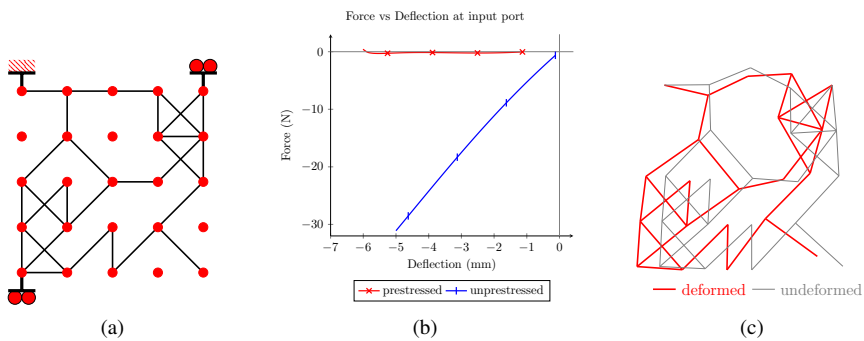 Force vs Deflection at input port
Force (N)
0
−10
−20
−30
−7 −6 −5 −4 −3 −2 −1 0
Deflection (mm)
prestressed unprestressed
deformed undeformed
(a) (b) (c)